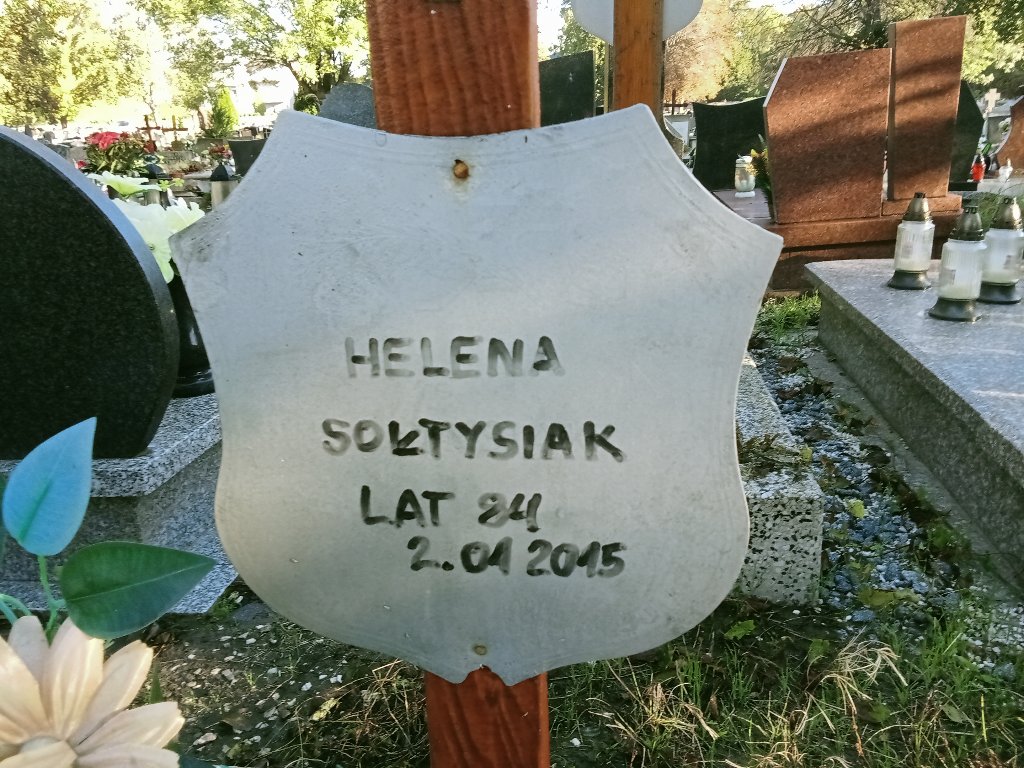 HELENA
SOŁTYSIAK
LAT 84
2.01 2015